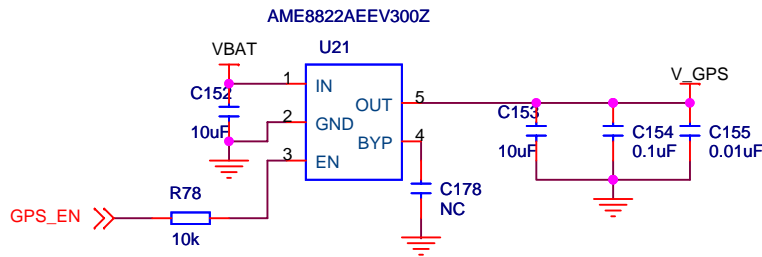 AME8822AEEV300Z
U21
VBAT
V_GPS
C152
10uF
1
IN
2
GND
3
EN
OUT
5
BYP
4
C153
10uF
C154
0.1uF
C155
0.01uF
C178
NC
R78
10k
GPS_EN